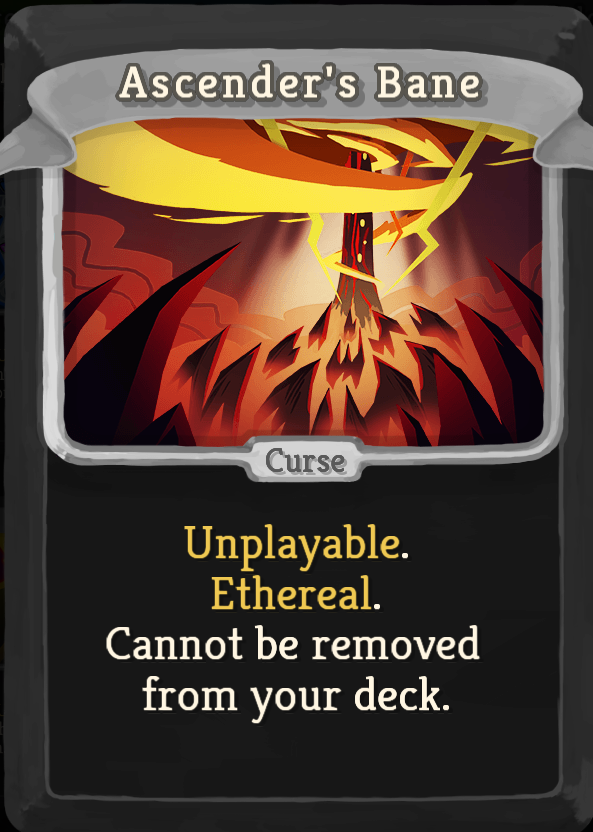 Ascender's Bane
Curse
Unplayable.
Ethereal.
Cannot be removed
from your deck.